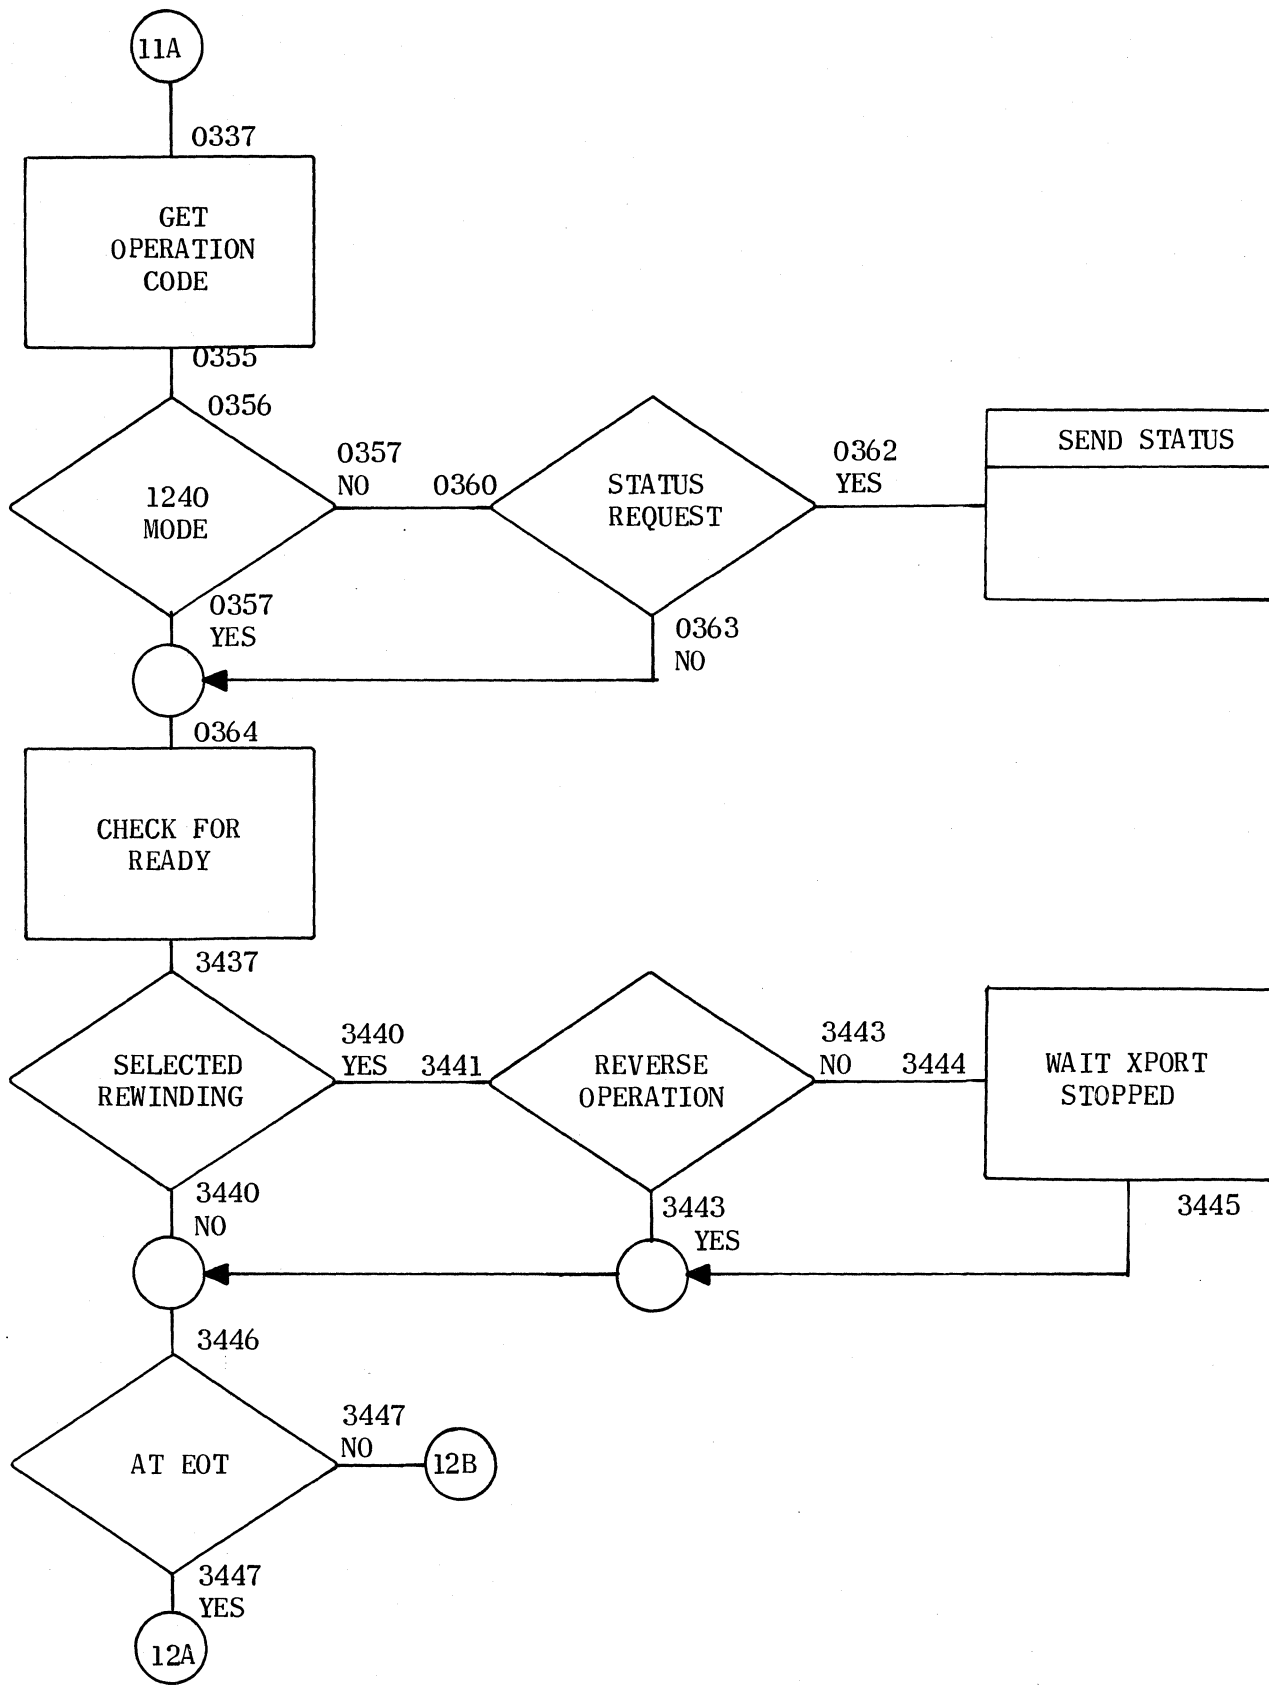 11A
0337
GET
OPERATION
CODE
0355
0356
1240
MODE
0357
NO
0360
STATUS
REQUEST
0362
YES
SEND STATUS
0357
YES
0363
NO
0364
CHECK FOR
READY
3437
SELECTED
REWINDING
3440
YES
3441
REVERSE
OPERATION
3443
NO
3444
WAIT XPORT
STOPPED
3440
NO
3443
YES
3445
3446
AT EOT
3447
NO
12B
3447
YES
12A